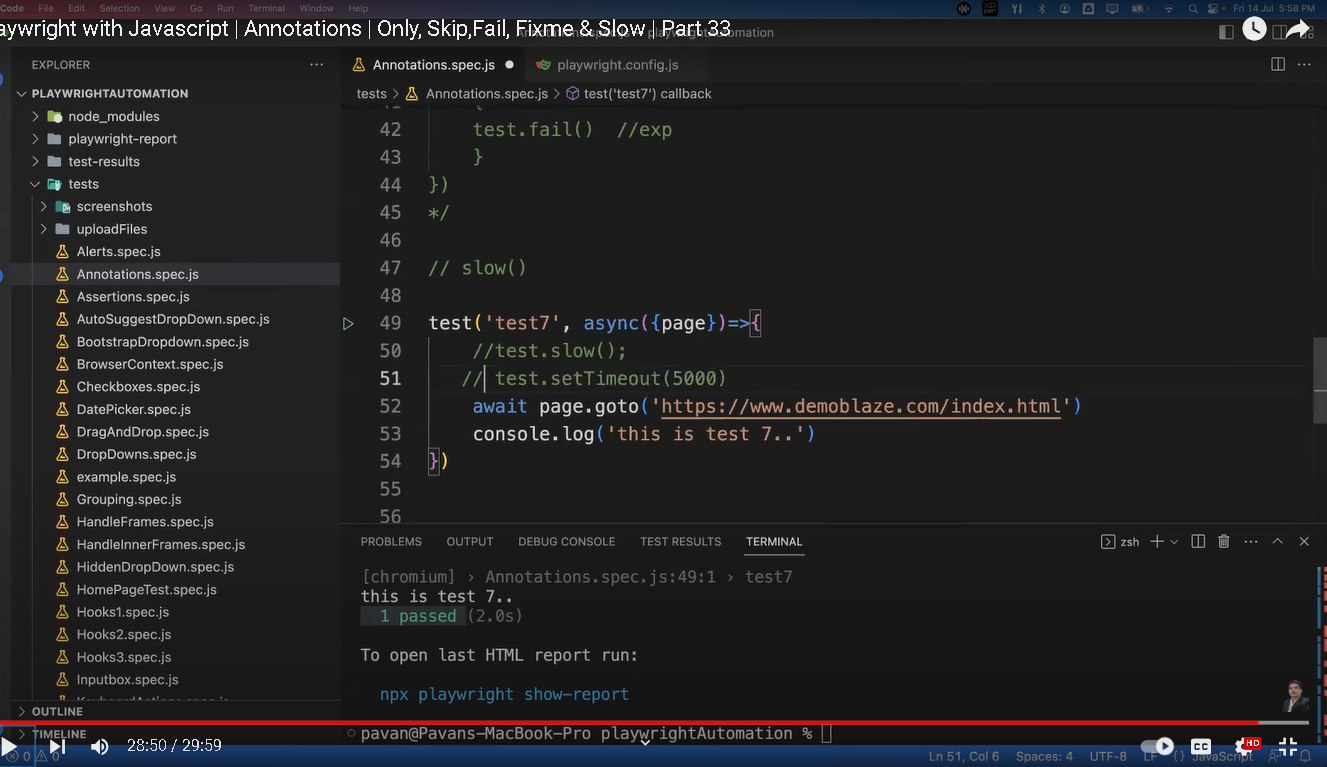 Code File Edit Selection View Go Run Terminal Window Help Fri 14 Jul 5:58 PM
aywright with Javascript | Annotations | Only, Skip,Fail, Fixme & Slow | Part 33
EXPLORER
Annotations.spec.js
playwright.config.js
PLAYWRIGHTAUTOMATION
tests > Annotations.spec.js > test('test7') callback
node_modules
playwright-report
test-results
tests
screenshots
uploadFiles
Alerts.spec.js
Annotations.spec.js
Assertions.spec.js
AutoSuggestDropDown.spec.js
BootstrapDropdown.spec.js
BrowserContext.spec.js
Checkboxes.spec.js
DatePicker.spec.js
DragAndDrop.spec.js
DropDowns.spec.js
example.spec.js
Grouping.spec.js
HandleFrames.spec.js
HandleInnerFrames.spec.js
HiddenDropDown.spec.js
HomePageTest.spec.js
Hooks1.spec.js
Hooks2.spec.js
Hooks3.spec.js
Inputbox.spec.js
OUTLINE
TIMELINE
41 {
42 test.fail() //exp
43 }
44 })
45 */
46
47 // slow()
48
49 test('test7', async({page})=>{
50 //test.slow();
51 // test.setTimeout(5000)
52 await page.goto('https://www.demoblaze.com/index.html')
53 console.log('this is test 7..')
54 })
55
56
PROBLEMS OUTPUT DEBUG CONSOLE TEST RESULTS TERMINAL zsh
[chromium] › Annotations.spec.js:49:1 › test7
this is test 7..
1 passed (2.0s)
To open last HTML report run:
npx playwright show-report
pavan@Pavans-MacBook-Pro playwrightAutomation %
28:50 / 29:59
CC HD
0 0 Ln 51, Col 6 Spaces: 4 UTF-8 LF {} JavaScript